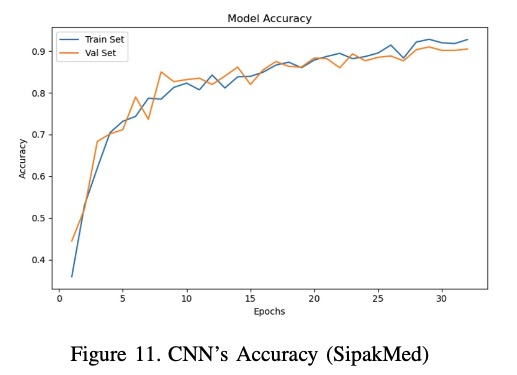 Model Accuracy
Train Set
Val Set
0.9
0.8
0.7
0.6
0.5
0.4
Accuracy
0 5 10 15 20 25 30
Epochs
Figure 11. CNN's Accuracy (SipakMed)